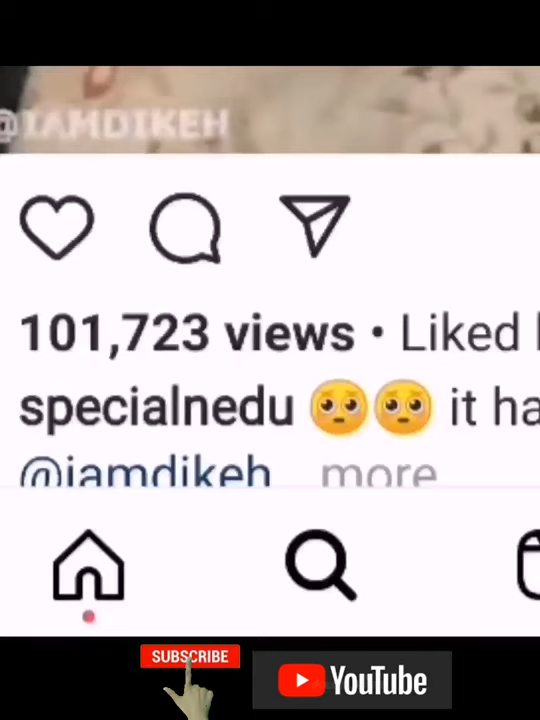 @IAMDIKEH
101,723 views • Liked
specialnedu 🥺🥺 it ha
@iamdikeh more
SUBSCRIBE
YouTube